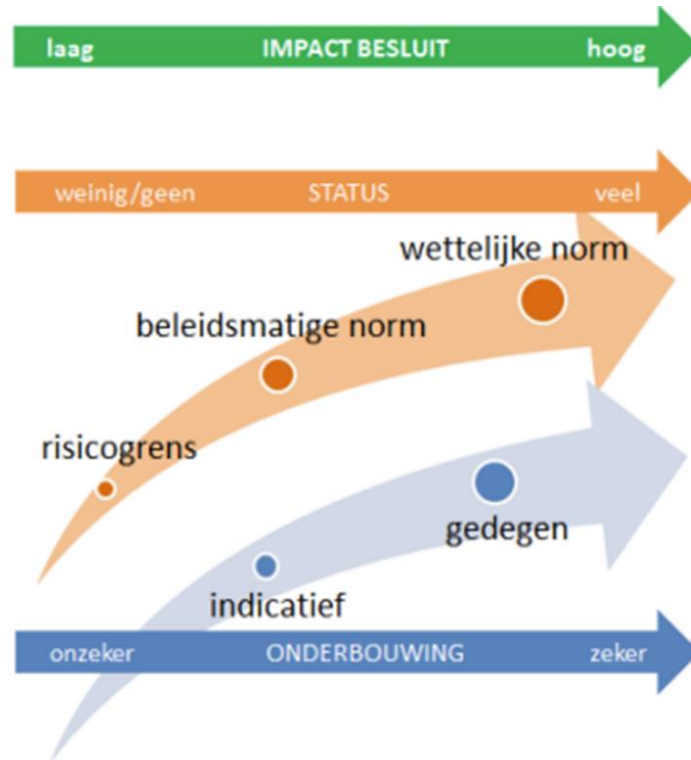 laag IMPACT BESLUIT hoog
weinig/geen STATUS veel
wettelijke norm
beleidsmatige norm
risicogrens
gedegen
indicatief
onzeker ONDERBOUWING zeker